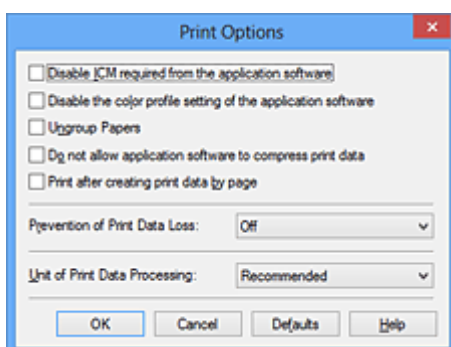 Print Options
Disable ICM required from the application software
Disable the color profile setting of the application software
Ungroup Papers
Do not allow application software to compress print data
Print after creating print data by page
Prevention of Print Data Loss: Off
Unit of Print Data Processing: Recommended
OK Cancel Defaults Help